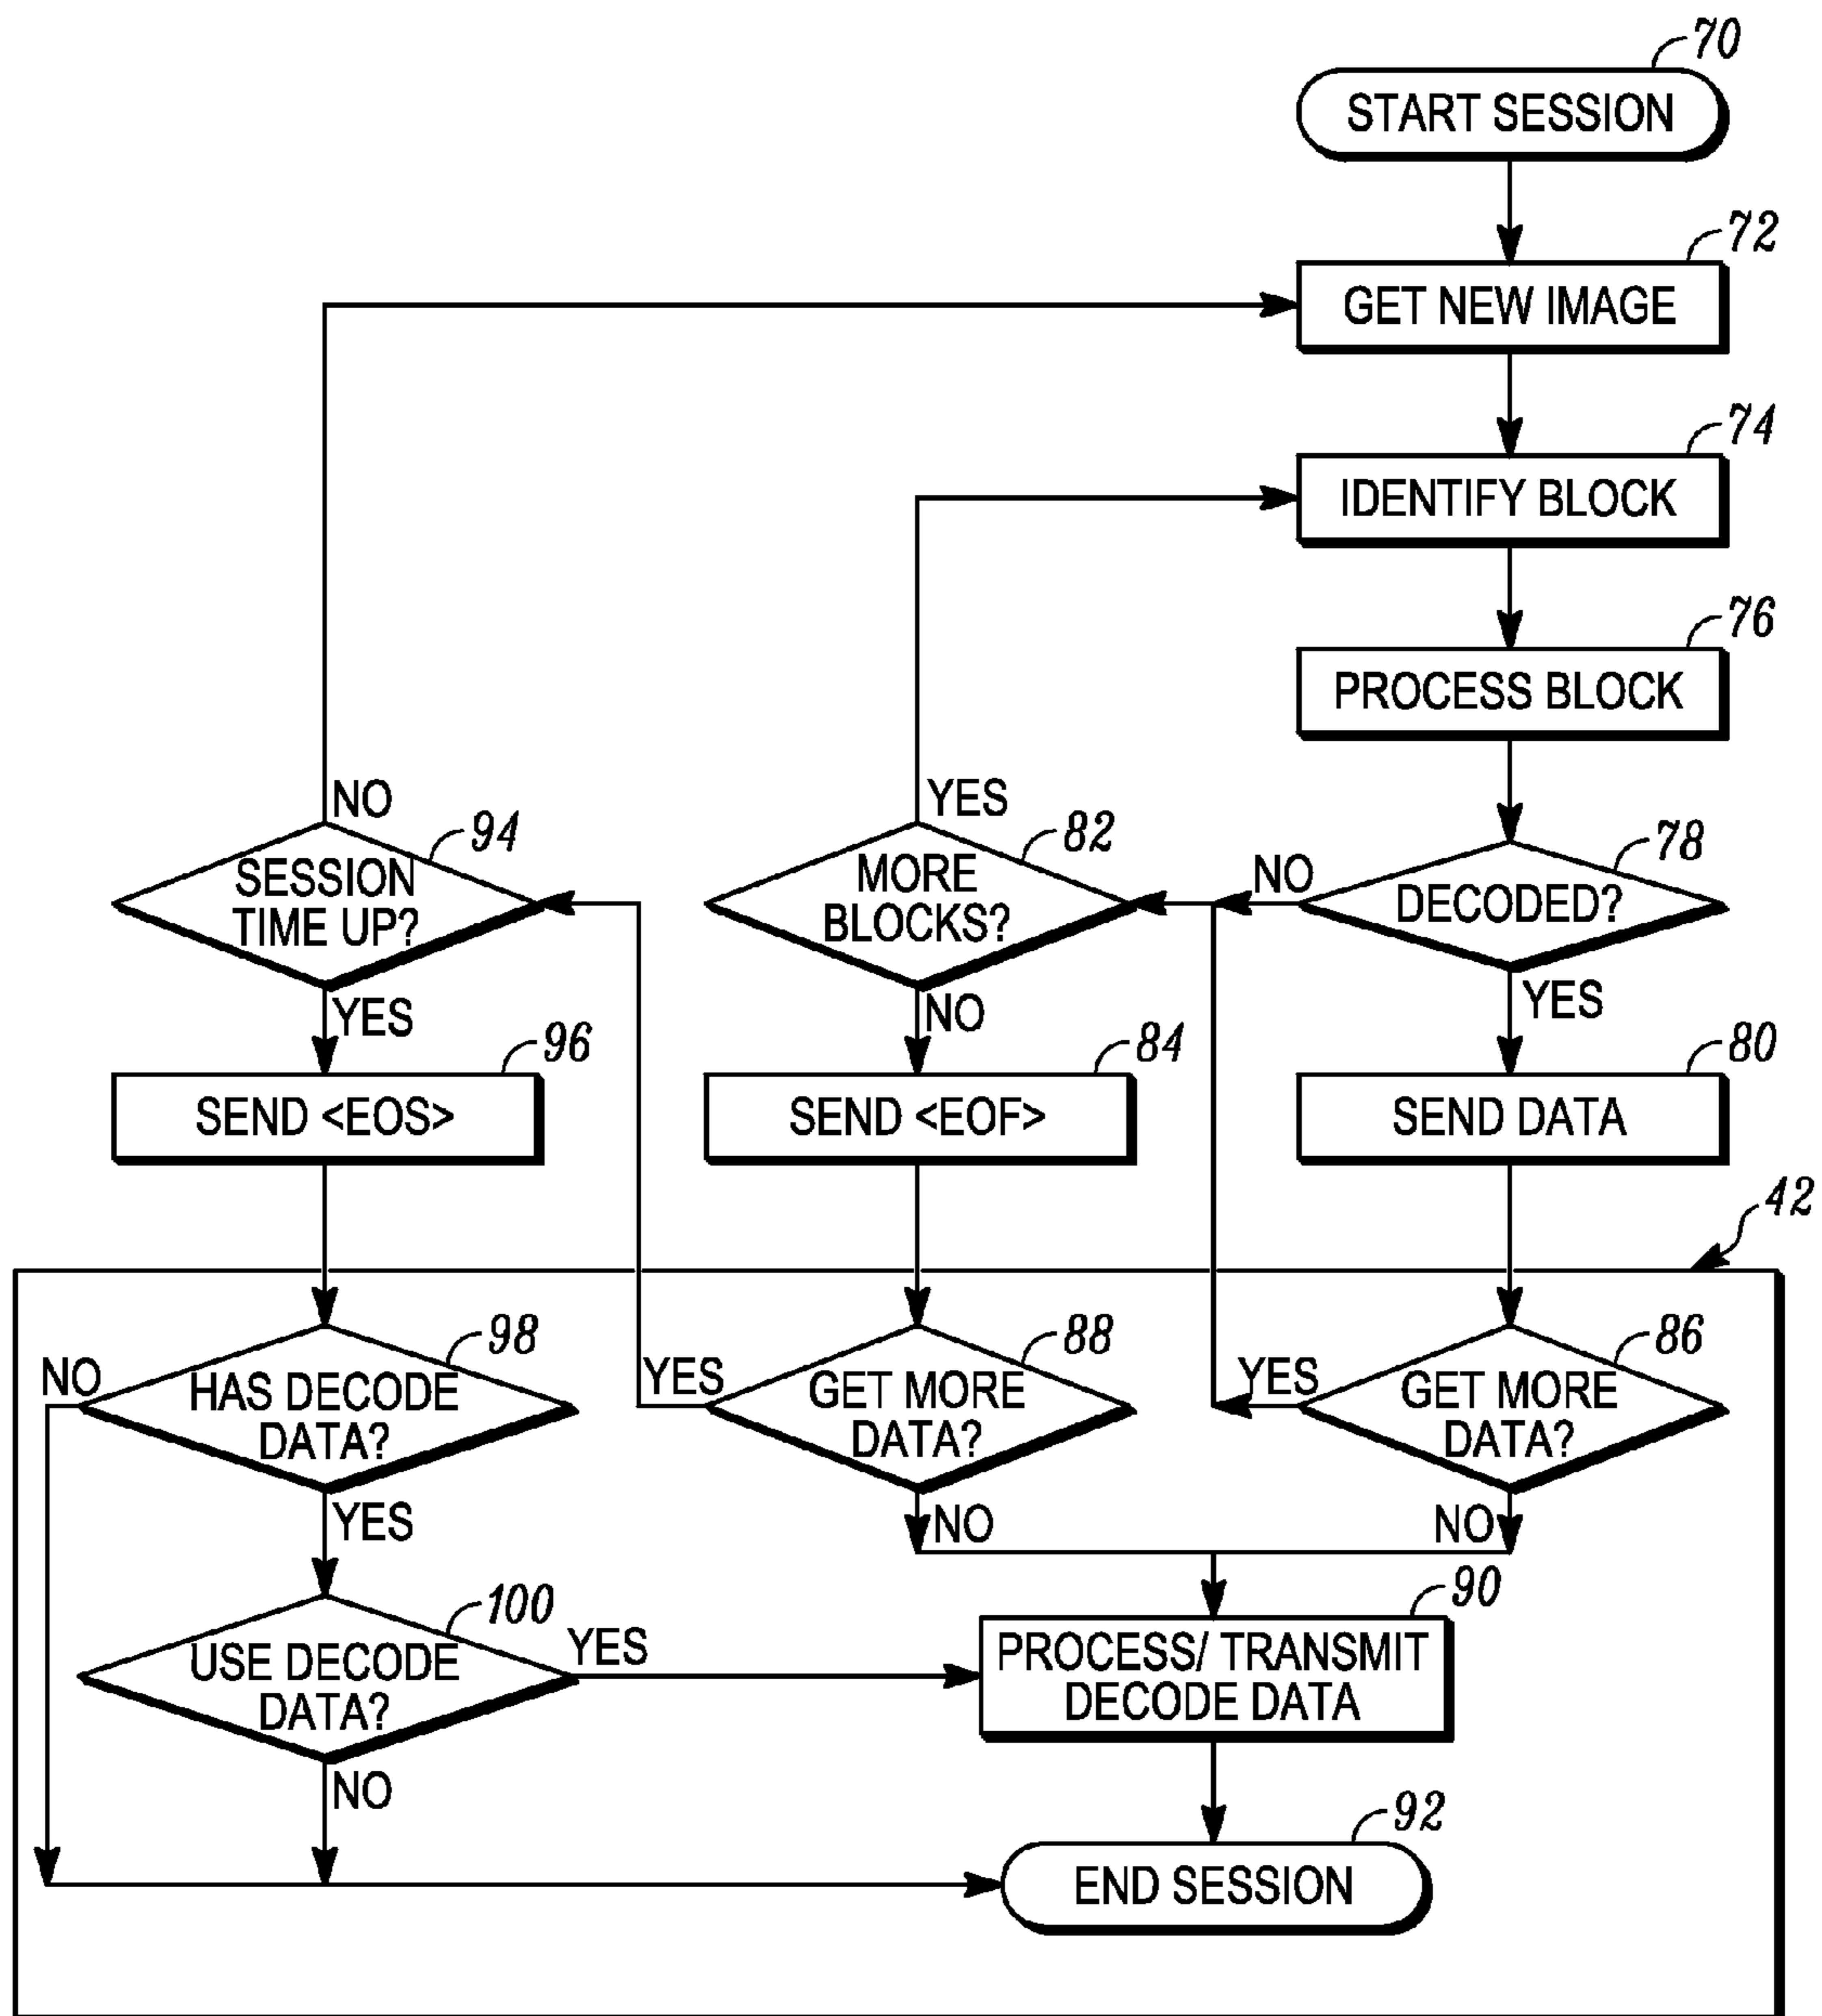 70
START SESSION
72
GET NEW IMAGE
74
IDENTIFY BLOCK
76
PROCESS BLOCK
NO
94
SESSION
TIME UP?
YES
YES
82
MORE
BLOCKS?
NO
NO
78
DECODED?
YES
96
SEND <EOS>
84
SEND <EOF>
80
SEND DATA
42
98
NO
HAS DECODE
DATA?
YES
88
YES
GET MORE
DATA?
NO
86
YES
GET MORE
DATA?
NO
100
USE DECODE
DATA?
YES
NO
90
PROCESS/ TRANSMIT
DECODE DATA
92
END SESSION